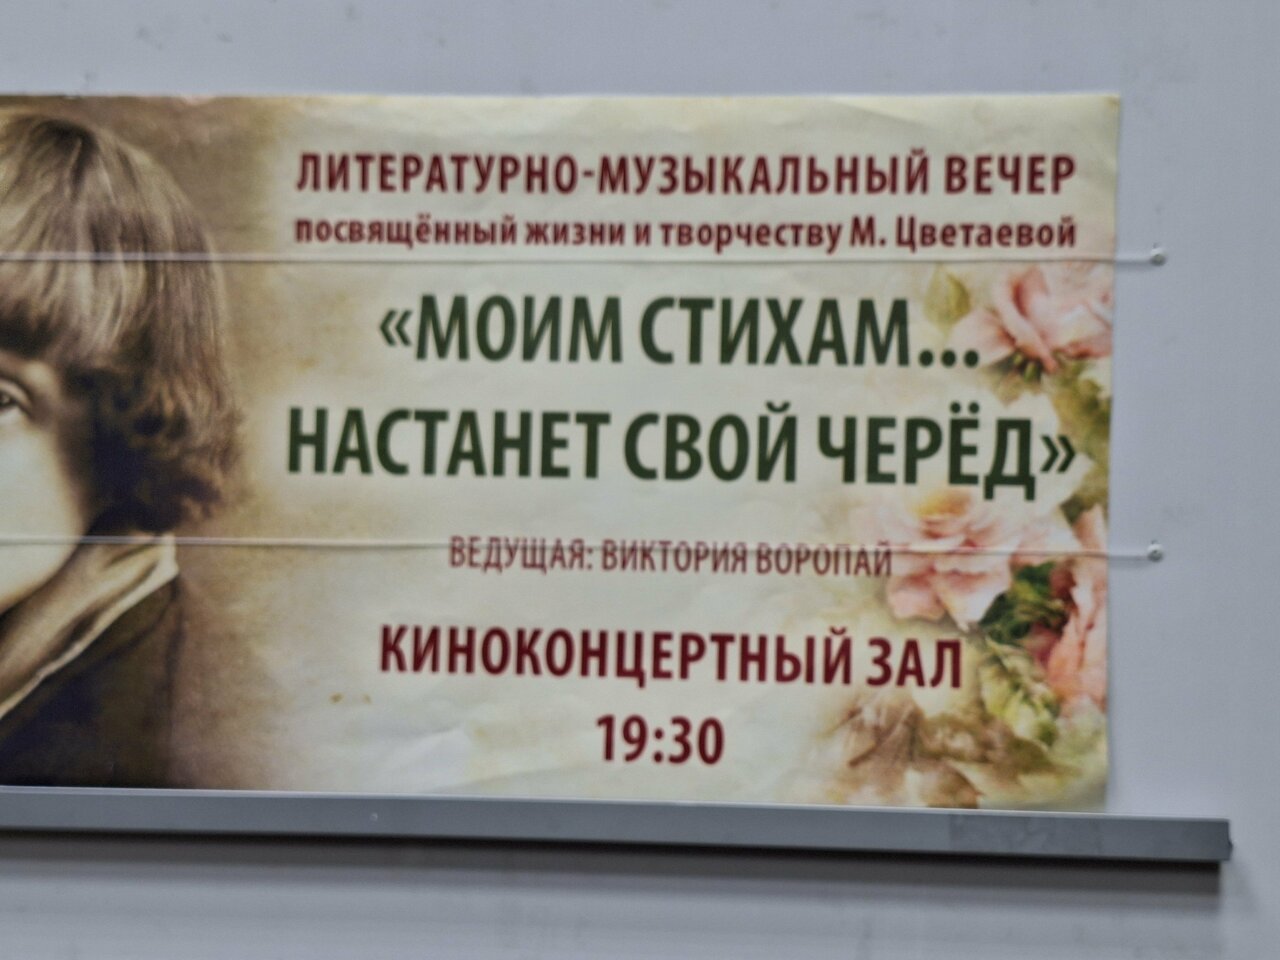 ЛИТЕРАТУРНО-МУЗЫКАЛЬНЫЙ ВЕЧЕР
посвящённый жизни и творчеству М. Цветаевой
«МОИМ СТИХАМ...
НАСТАНЕТ СВОЙ ЧЕРЁД»
ВЕДУЩАЯ: ВИКТОРИЯ ВОРОПАЙ
КИНОКОНЦЕРТНЫЙ ЗАЛ
19:30